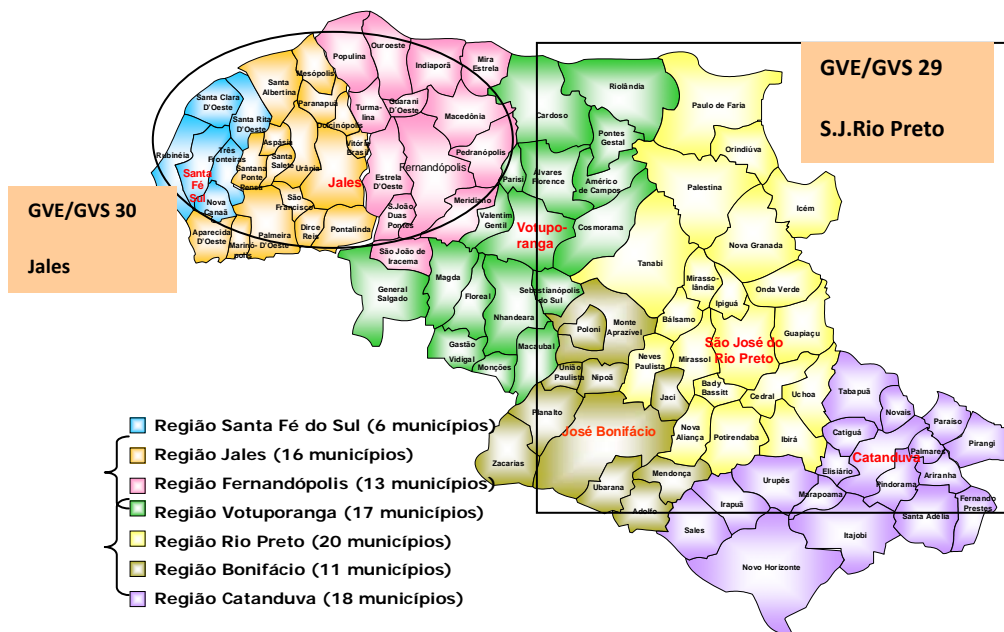 GVE/GVS 29
S.J.Rio Preto
GVE/GVS 30
Jales
Populina
Ouroeste
Indiaporã
Mira
Estrela
Mesópolis
Santa
Albertina
Paranapuã
Turma-
lina
Guarani
D'Oeste
Macedônia
Santa Clara
D'Oeste
Santa Rita
D'Oeste
Dolcinópolis
Vitória
Brasil
Aspásia
Santa
Salete
Urânia
Jales
Pedranópolis
Fernandópolis
Rubinéia
Três
Fronteiras
Santa
Fé
Sul
Santana
Ponte
Pensa
Nova
Canaã
São
Francisco
Estrela
D'Oeste
S.João
Duas
Pontes
Meridiano
Aparecida
D'Oeste
Marinó-
polis
Palmeira
D'Oeste
Dirce
Reis
Pontalinda
São João de
Iracema
Riolândia
Cardoso
Pontes
Gestal
Parisi
Álvares
Florence
Américo
de Campos
Valentim
Gentil
Votupo-
ranga
Cosmorama
General
Salgado
Magda
Floreal
Nhandeara
Sebastianópolis
do Sul
Gastão
Vidigal
Monções
Macaubal
Paulo de Faria
Orindiúva
Palestina
Icém
Nova Granada
Tanabi
Mirasso-
lândia
Ipiguá
Onda Verde
Bálsamo
São José do
Rio Preto
Guapiaçu
Mirassol
Neves
Paulista
Bady
Bassitt
Cedral
Uchoa
Jaci
Nova
Aliança
Potirendaba
Ibirá
Poloni
Monte
Aprazível
União
Paulista
Nipoã
Planalto
José Bonifácio
Zacarias
Ubarana
Mendonça
Adolfo
Tabapuã
Novais
Paraíso
Catiguá
Palmares
Pirangi
Catanduva
Elisiário
Pindorama
Ariranha
Urupês
Marapoama
Fernando
Prestes
Santa Adélia
Irapuã
Sales
Itajobi
Novo Horizonte
Região Santa Fé do Sul (6 municípios)
Região Jales (16 municípios)
Região Fernandópolis (13 municípios)
Região Votuporanga (17 municípios)
Região Rio Preto (20 municípios)
Região Bonifácio (11 municípios)
Região Catanduva (18 municípios)